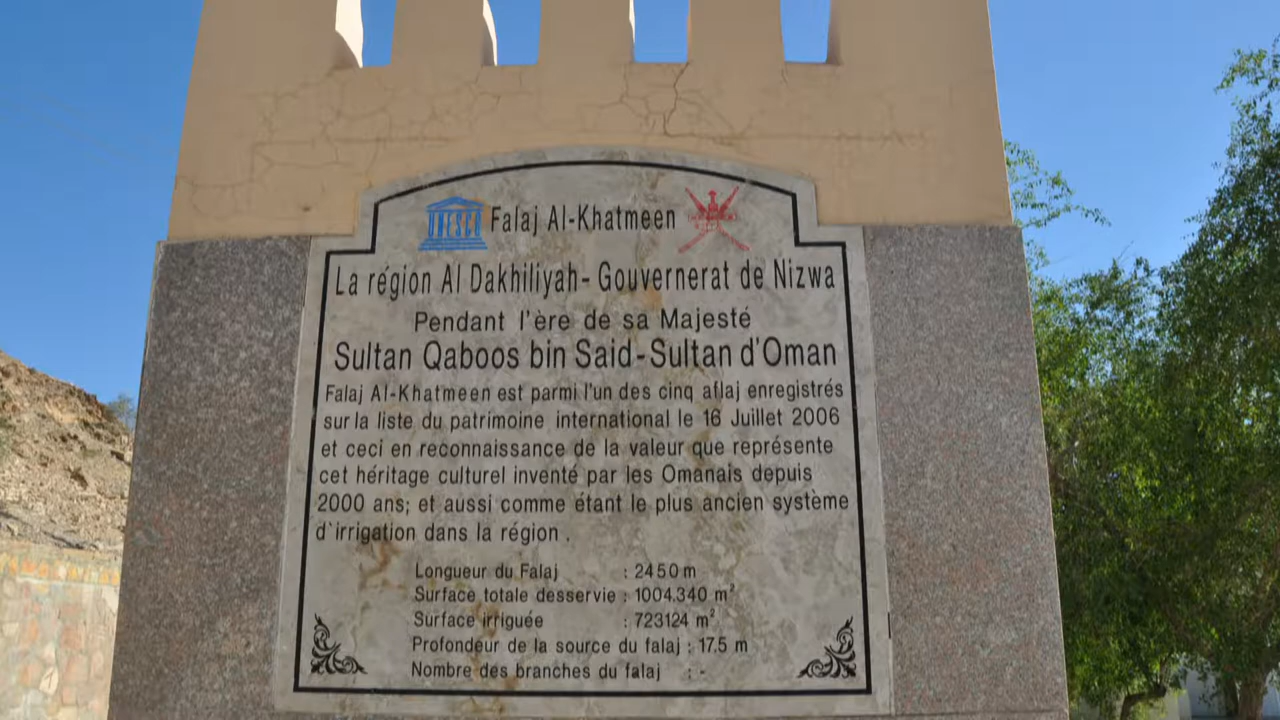 UNESCO
Falaj Al-Khatmeen
La région Al Dakhiliyah - Gouvernerat de Nizwa
Pendant l'ère de sa Majesté
Sultan Qaboos bin Said - Sultan d'Oman
Falaj Al-Khatmeen est parmi l'un des cinq aflaj enregistrés
sur la liste du patrimoine international le 16 Juillet 2006
et ceci en reconnaissance de la valeur que représente
cet héritage culturel inventé par les Omanais depuis
2000 ans; et aussi comme étant le plus ancien système
d`irrigation dans la région .
Longueur du Falaj : 2450 m
Surface totale desservie : 1004.340 m²
Surface irriguée : 723124 m²
Profondeur de la source du falaj : 17.5 m
Nombre des branches du falaj : -